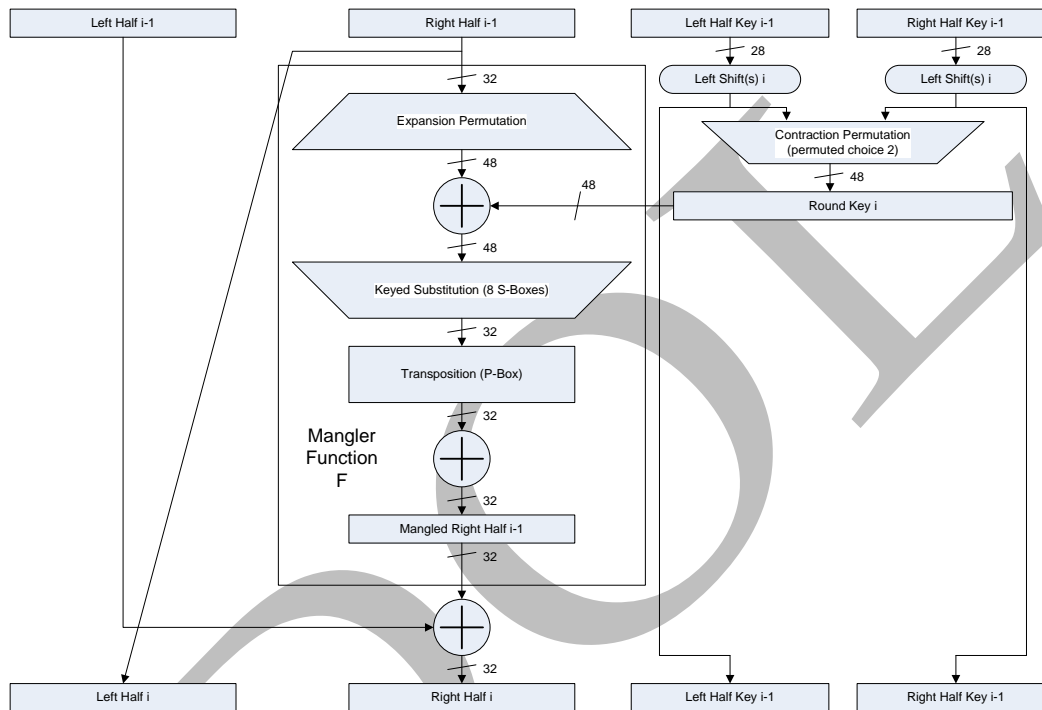 Left Half i-1
Right Half i-1
Left Half Key i-1
Right Half Key i-1
28
28
Left Shift(s) i
Left Shift(s) i
32
Expansion Permutation
Contraction Permutation
(permuted choice 2)
48
48
48
Round Key i
48
Keyed Substitution (8 S-Boxes)
32
Transposition (P-Box)
32
Mangler
Function
F
32
Mangled Right Half i-1
32
32
Left Half i
Right Half i
Left Half Key i-1
Right Half Key i-1